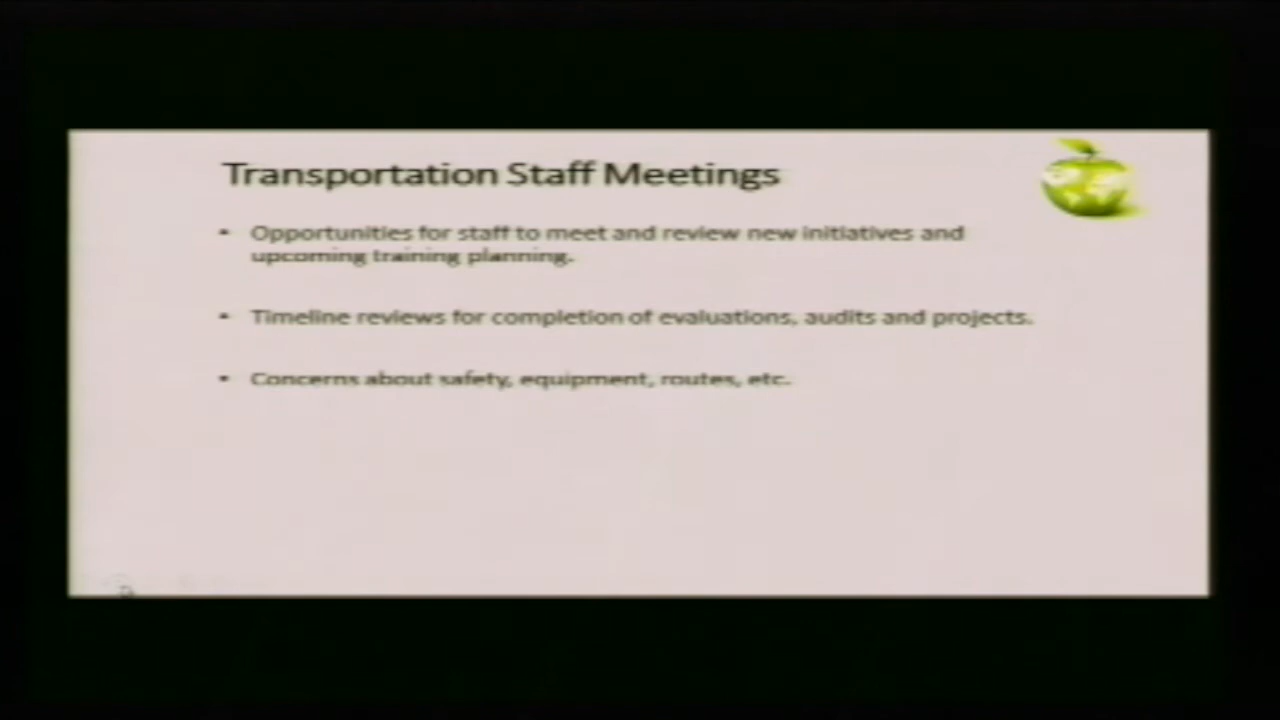 Transportation Staff Meetings
• Opportunities for staff to meet and review new initiatives and
upcoming training planning.
• Timeline reviews for completion of evaluations, audits and projects.
• Concerns about safety, equipment, routes, etc.